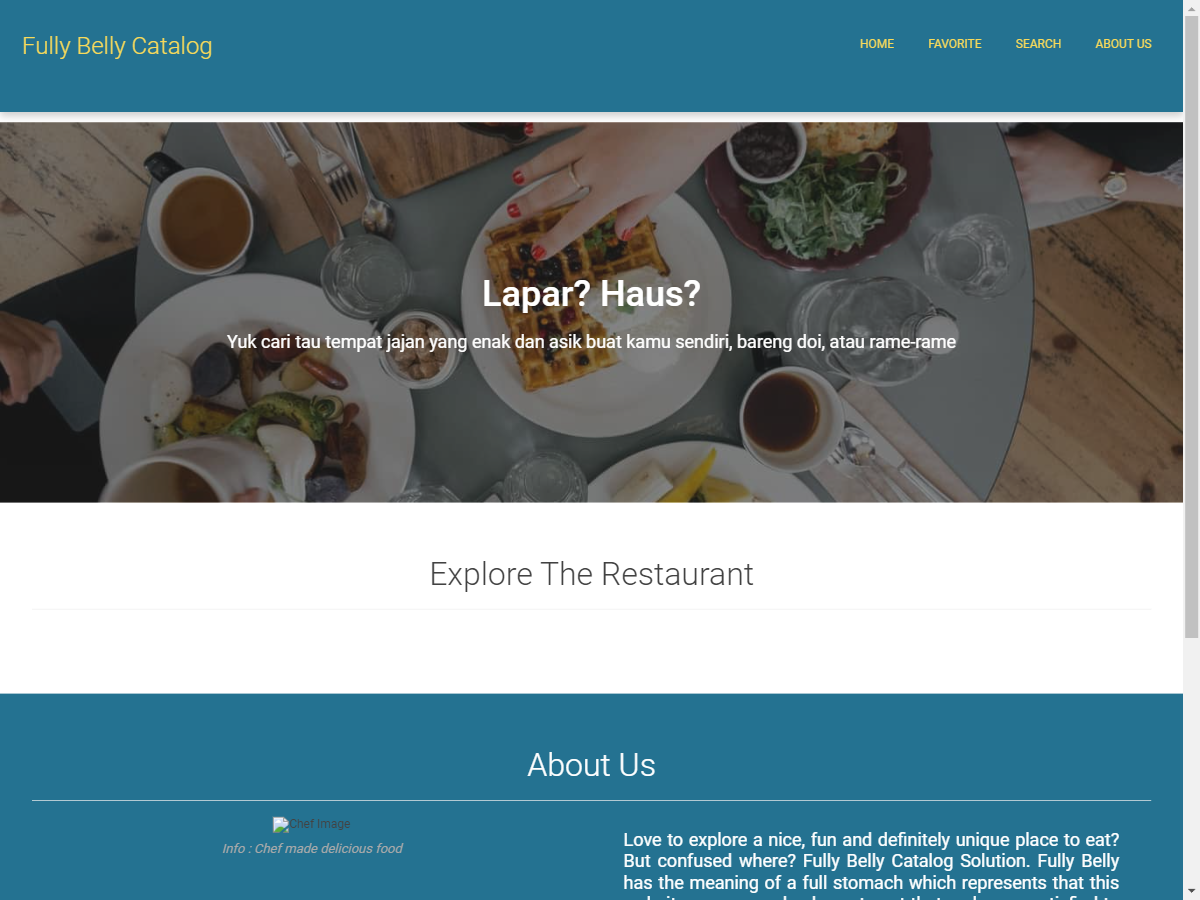 Fully Belly Catalog
HOME FAVORITE SEARCH ABOUT US
Lapar? Haus?
Yuk cari tau tempat jajan yang enak dan asik buat kamu sendiri, bareng doi, atau rame-rame
Explore The Restaurant
About Us
Chef Image
Info : Chef made delicious food
Love to explore a nice, fun and definitely unique place to eat?
But confused where? Fully Belly Catalog Solution. Fully Belly
has the meaning of a full stomach which represents that this